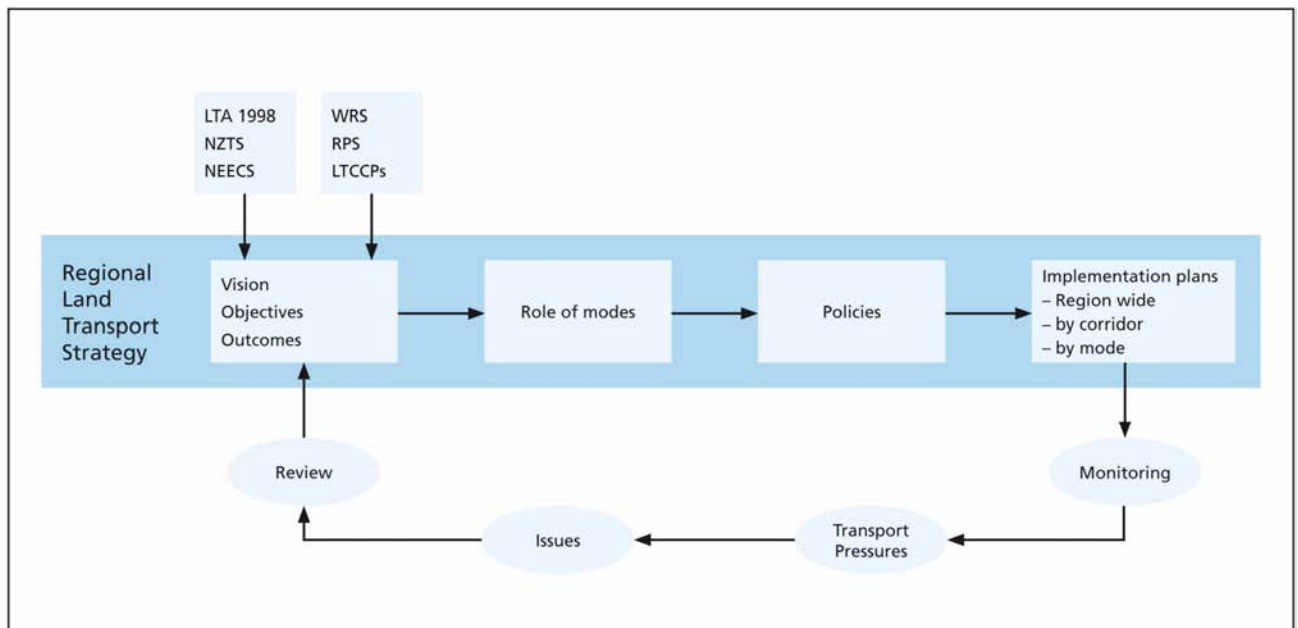 LTA 1998
NZTS
NEECS
WRS
RPS
LTCCPs
Regional
Land
Transport
Strategy
Vision
Objectives
Outcomes
Role of modes
Policies
Implementation plans
– Region wide
– by corridor
– by mode
Review
Monitoring
Issues
Transport
Pressures